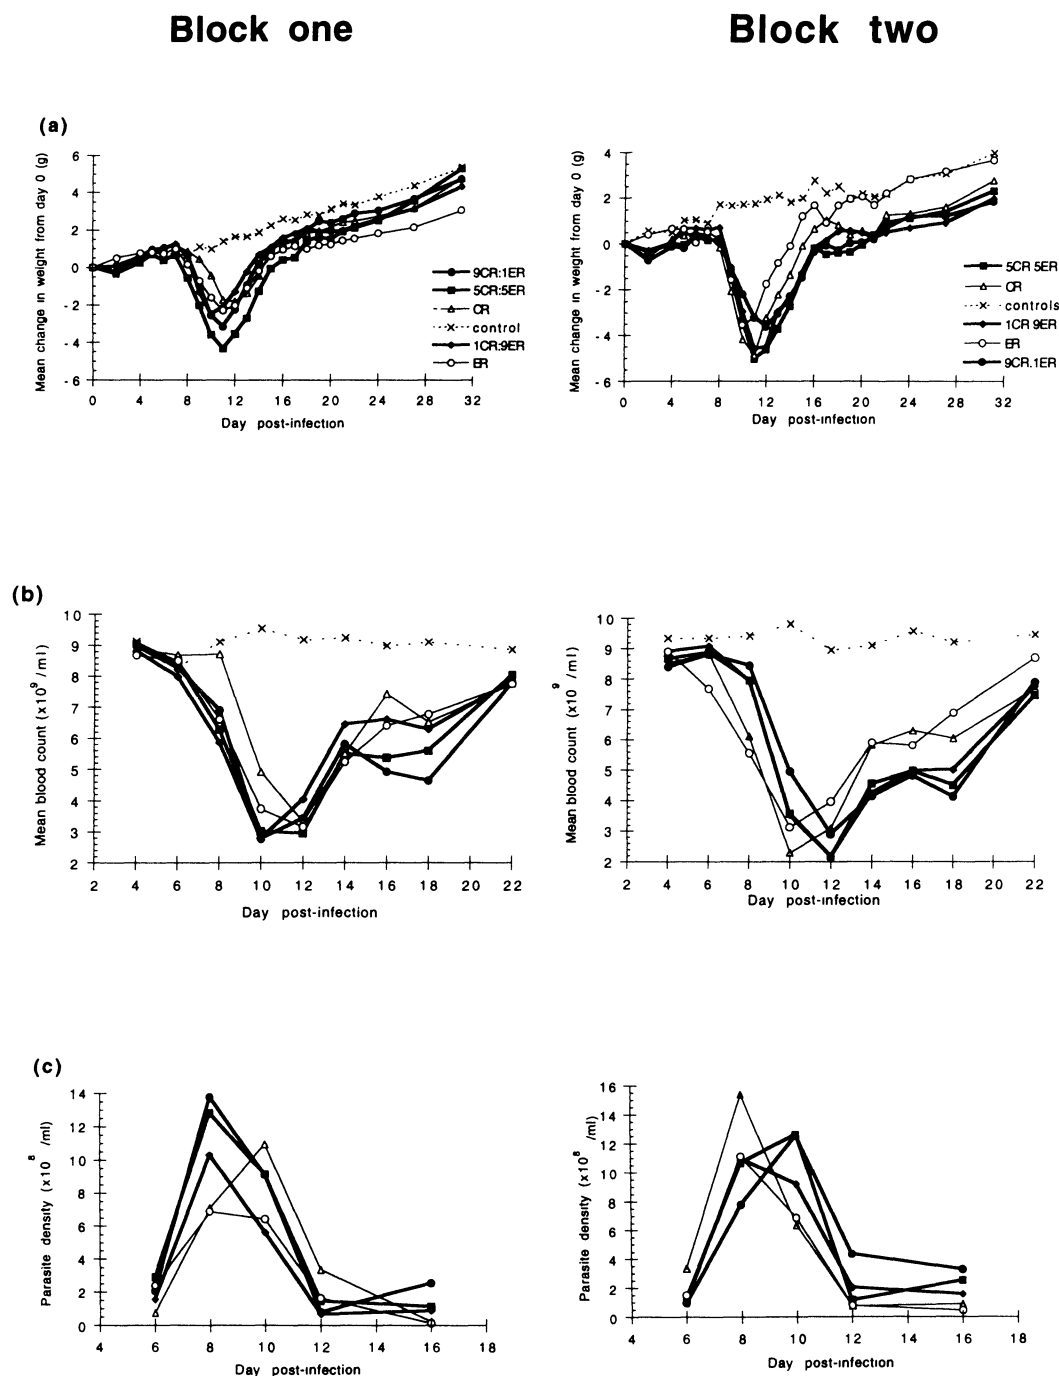 Block one
Block two
(a)
Mean change in weight from day 0 (g)
6
4
2
0
- 2
- 4
- 6
0 4 8 12 16 20 24 28 32
Day post-infection
9CR:1ER
5CR:5ER
CR
control
1CR:9ER
ER
Mean change in weight from day 0 (g)
4
2
0
- 2
- 4
- 6
0 4 8 12 16 20 24 28 32
Day post-infection
5CR 5ER
CR
controls
1CR 9ER
ER
9CR.1ER
(b)
Mean blood count (x10⁹/ml)
10
9
8
7
6
5
4
3
2
2 4 6 8 10 12 14 16 18 20 22
Day post-infection
Mean blood count (x10⁹/ml)
10
9
8
7
6
5
4
3
2
2 4 6 8 10 12 14 16 18 20 22
Day post-infection
(c)
Parasite density (x10⁸ /ml)
14
12
10
8
6
4
2
0
4 6 8 10 12 14 16 18
Day post-infection
Parasite density (x10⁸ /ml)
16
14
12
10
8
6
4
2
0
4 6 8 10 12 14 16 18
Day post-infection